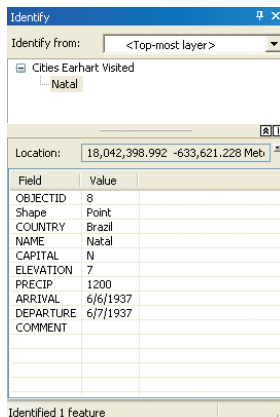 Identify
Identify from: <Top-most layer>
Cities Earhart Visited
Natal
Location: 18,042,398.992 -633,621.228 Mete
Field Value
OBJECTID 8
Shape Point
COUNTRY Brazil
NAME Natal
CAPITAL N
ELEVATION 7
PRECIP 1200
ARRIVAL 6/6/1937
DEPARTURE 6/7/1937
COMMENT
Identified 1 feature